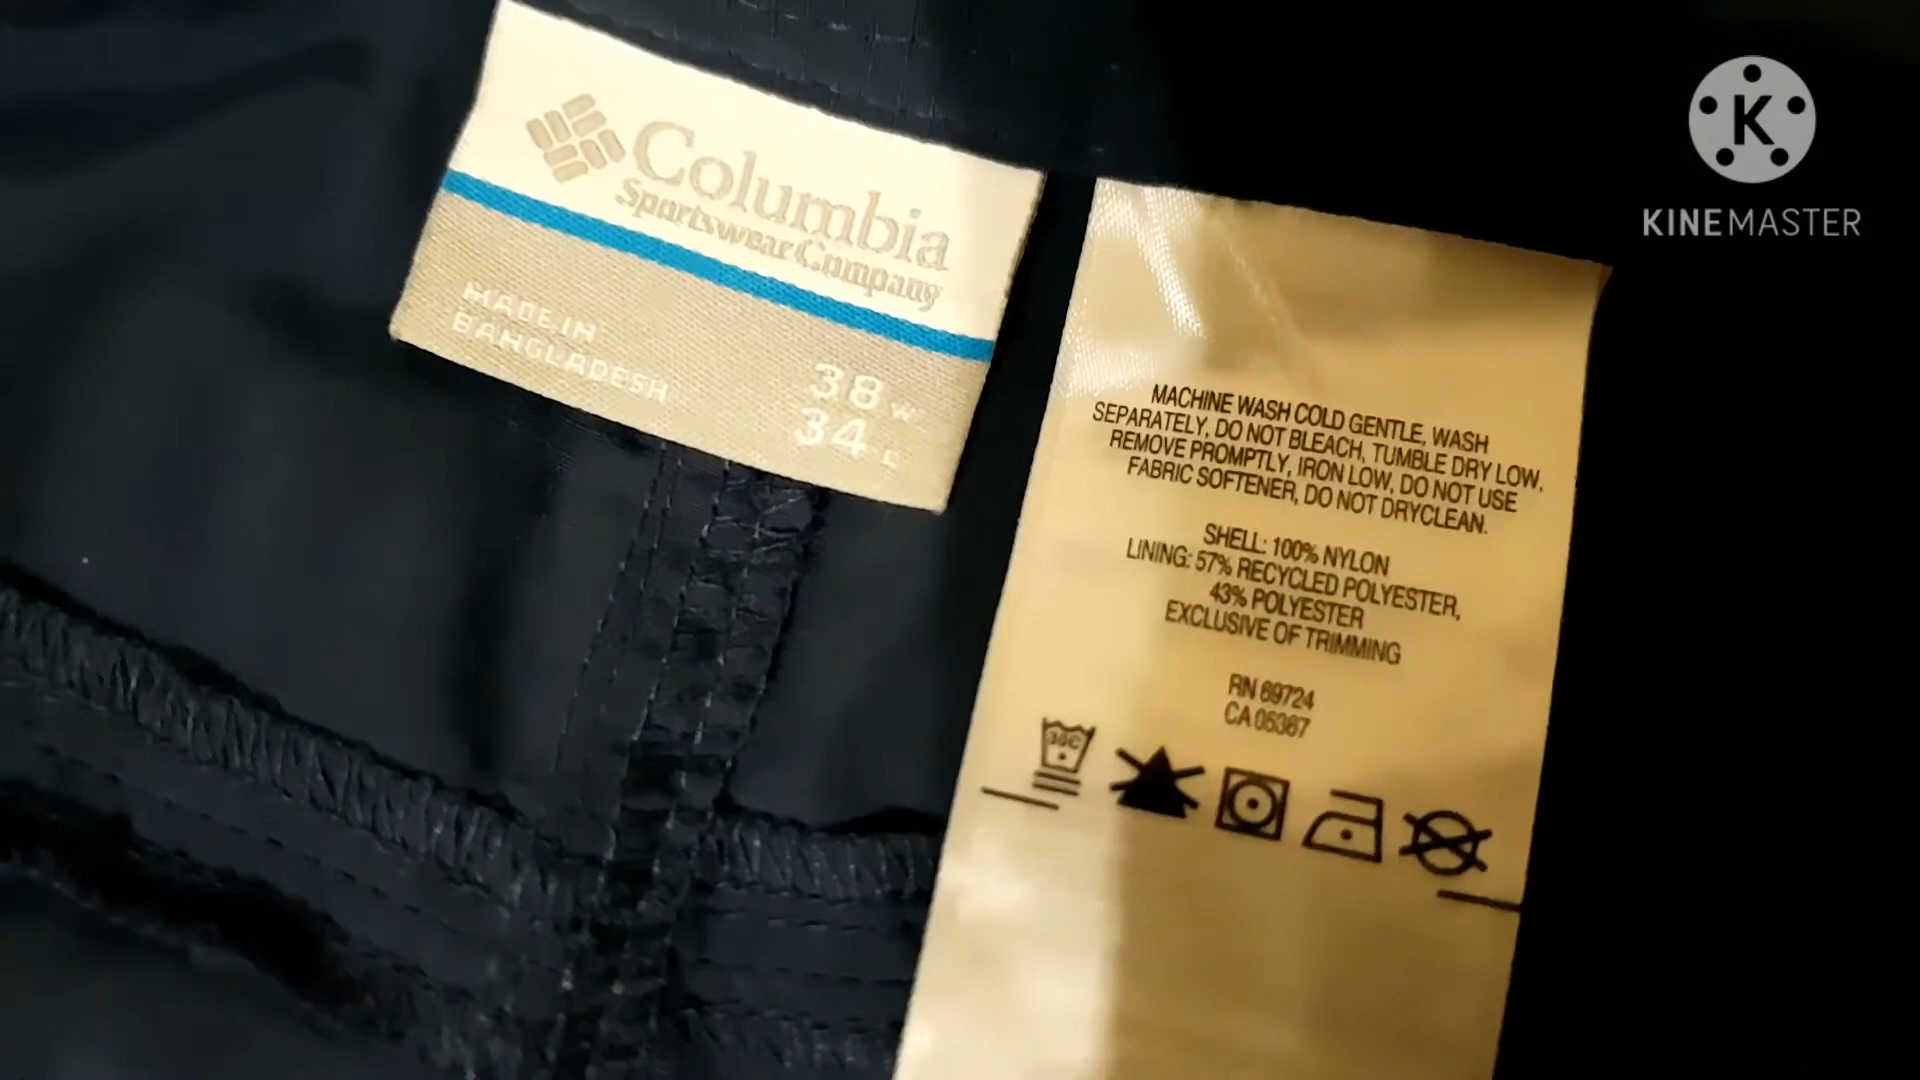 Columbia
Sportswear Company
MADE IN
BANGLADESH
38 W
34 L
MACHINE WASH COLD GENTLE, WASH
SEPARATELY, DO NOT BLEACH, TUMBLE DRY LOW,
REMOVE PROMPTLY, IRON LOW, DO NOT USE
FABRIC SOFTENER, DO NOT DRYCLEAN.
SHELL: 100% NYLON
LINING: 57% RECYCLED POLYESTER,
43% POLYESTER
EXCLUSIVE OF TRIMMING
RN 69724
CA 05367
30C
K
KINEMASTER